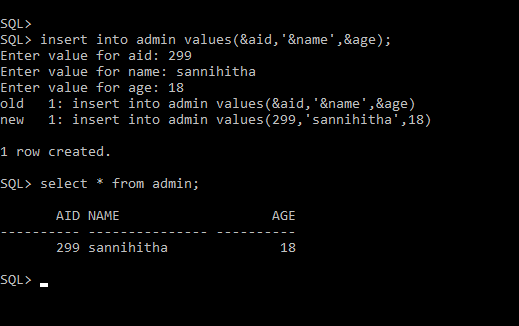 SQL>
SQL> insert into admin values(&aid,'&name',&age);
Enter value for aid: 299
Enter value for name: sannihitha
Enter value for age: 18
old   1: insert into admin values(&aid,'&name',&age)
new   1: insert into admin values(299,'sannihitha',18)
1 row created.
SQL> select * from admin;
       AID NAME                   AGE
---------- --------------- ----------
       299 sannihitha              18
SQL>